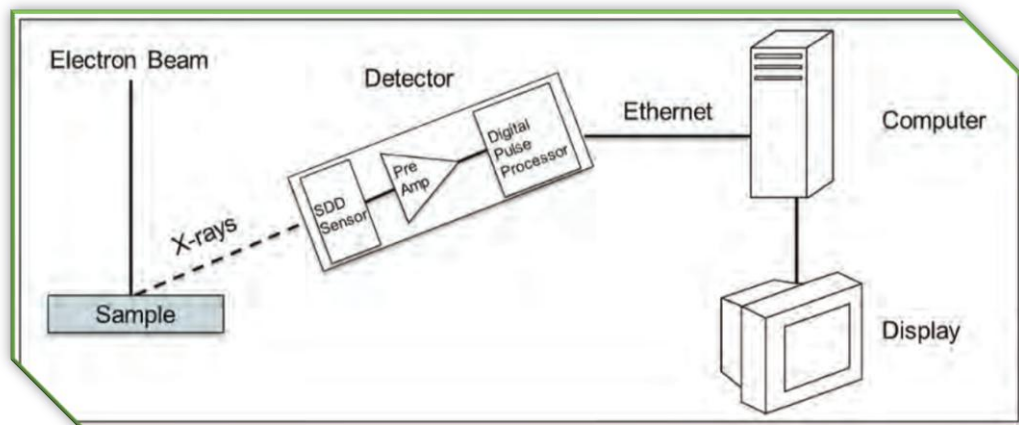 Electron Beam
Detector
Ethernet
Computer
Digital
Pulse
Processor
Pre
Amp
SDD
Sensor
X-rays
Sample
Display